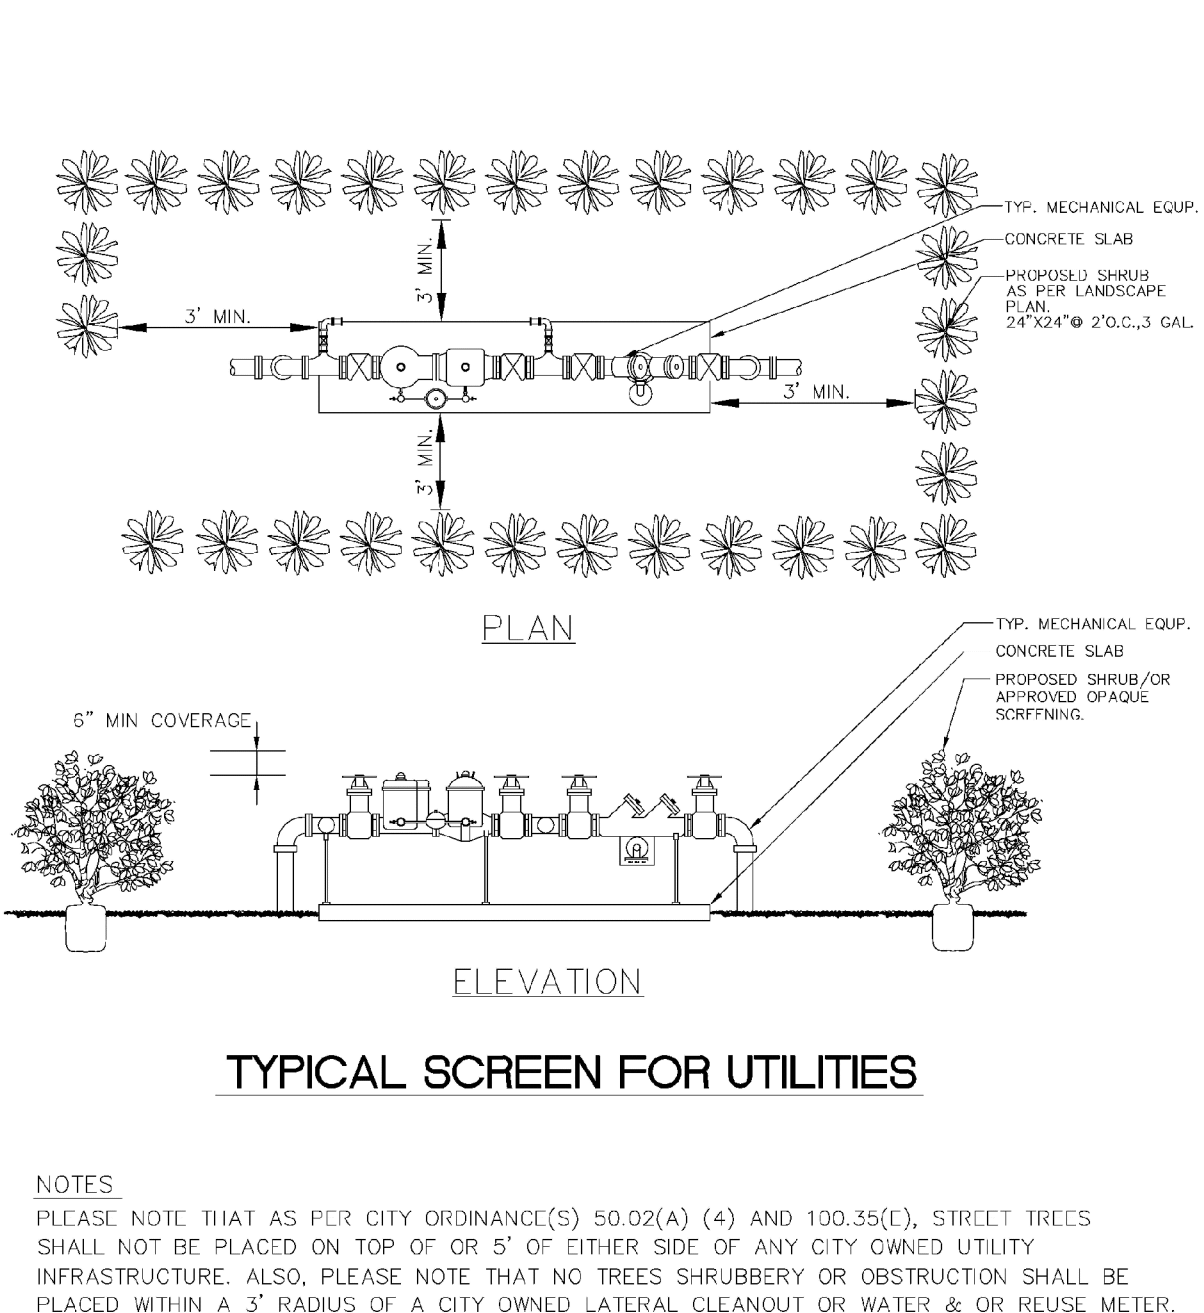 TYP. MECHANICAL EQUP.
CONCRETE SLAB
PROPOSED SHRUB
AS PER LANDSCAPE
PLAN.
24"X24"@ 2'O.C.,3 GAL.
3' MIN.
3' MIN.
3' MIN.
3' MIN.
PLAN
TYP. MECHANICAL EQUP.
CONCRETE SLAB
PROPOSED SHRUB/OR
APPROVED OPAQUE
SCREENING.
6" MIN COVERAGE
ELEVATION
TYPICAL SCREEN FOR UTILITIES
NOTES
PLEASE NOTE THAT AS PER CITY ORDINANCE(S) 50.02(A) (4) AND 100.35(E), STREET TREES
SHALL NOT BE PLACED ON TOP OF OR 5' OF EITHER SIDE OF ANY CITY OWNED UTILITY
INFRASTRUCTURE. ALSO, PLEASE NOTE THAT NO TREES SHRUBBERY OR OBSTRUCTION SHALL BE
PLACED WITHIN A 3' RADIUS OF A CITY OWNED LATERAL CLEANOUT OR WATER & OR REUSE METER.